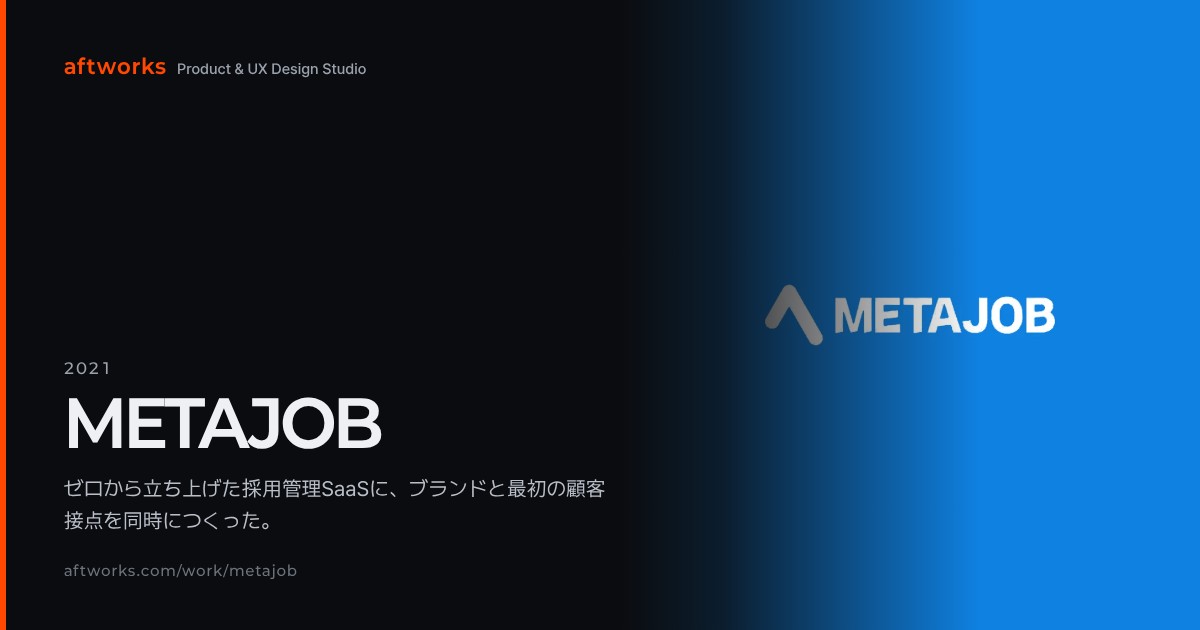 aftworks Product & UX Design Studio
METAJOB
2021
METAJOB
ゼロから立ち上げた採用管理SaaSに、ブランドと最初の顧客
接点を同時につくった。
aftworks.com/work/metajob